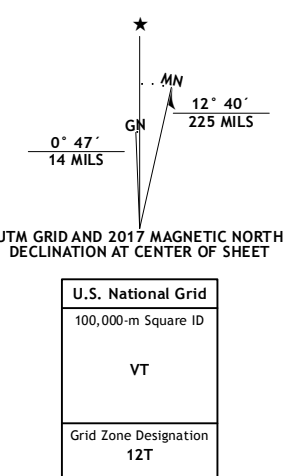 ★
MN
12° 40´
225 MILS
GN
0° 47´
14 MILS
UTM GRID AND 2017 MAGNETIC NORTH
DECLINATION AT CENTER OF SHEET
U.S. National Grid
100,000-m Square ID
VT
Grid Zone Designation
12T